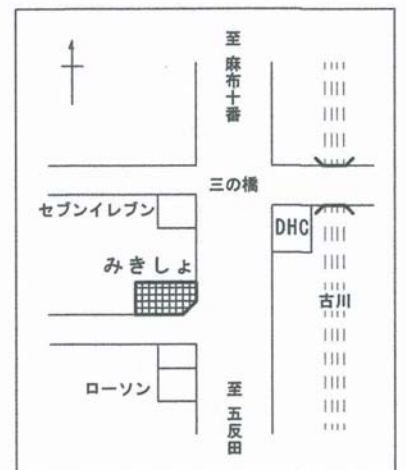 至麻布十番
三の橋
セブンイレブン
DHC
みきしょ
古川
ローソン
至五反田